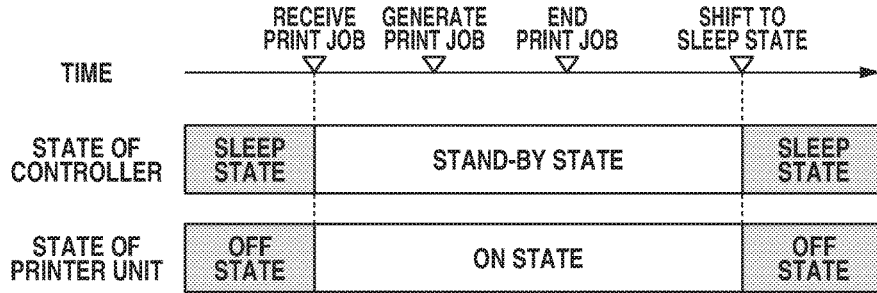 RECEIVE PRINT JOB
GENERATE PRINT JOB
END PRINT JOB
SHIFT TO SLEEP STATE
TIME
STATE OF CONTROLLER
SLEEP STATE
STAND-BY STATE
SLEEP STATE
STATE OF PRINTER UNIT
OFF STATE
ON STATE
OFF STATE